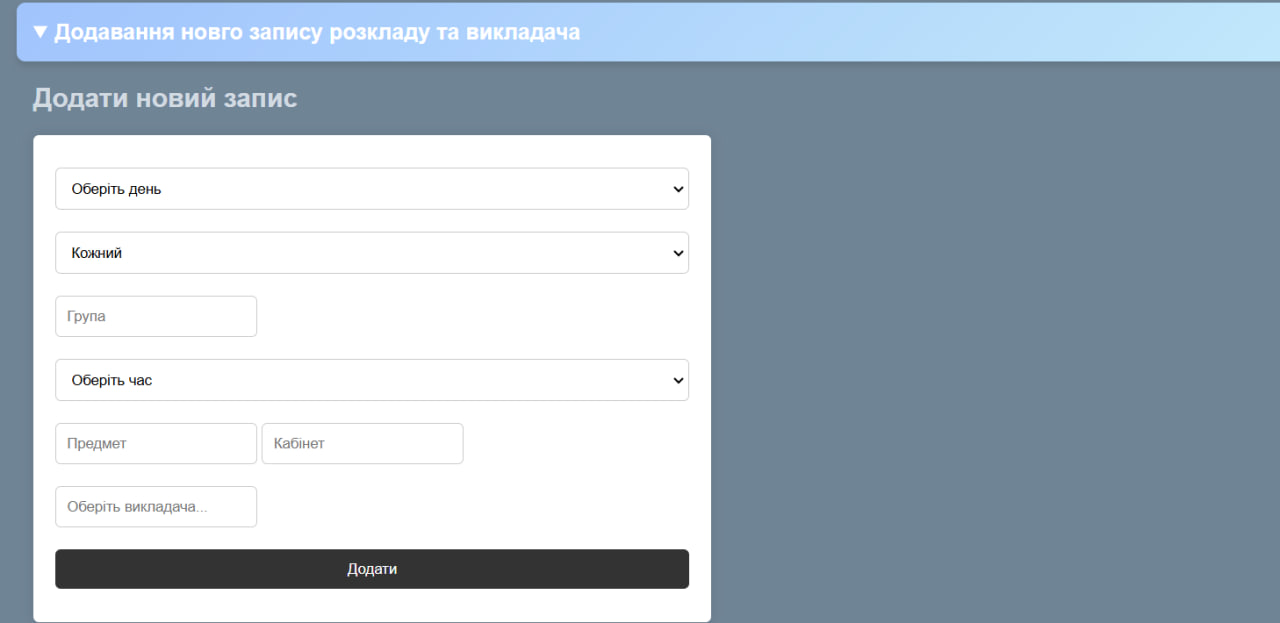 Додавання новго запису розкладу та викладача
Додати новий запис
Оберіть день
Кожний
Група
Оберіть час
Предмет Кабінет
Оберіть викладача...
Додати